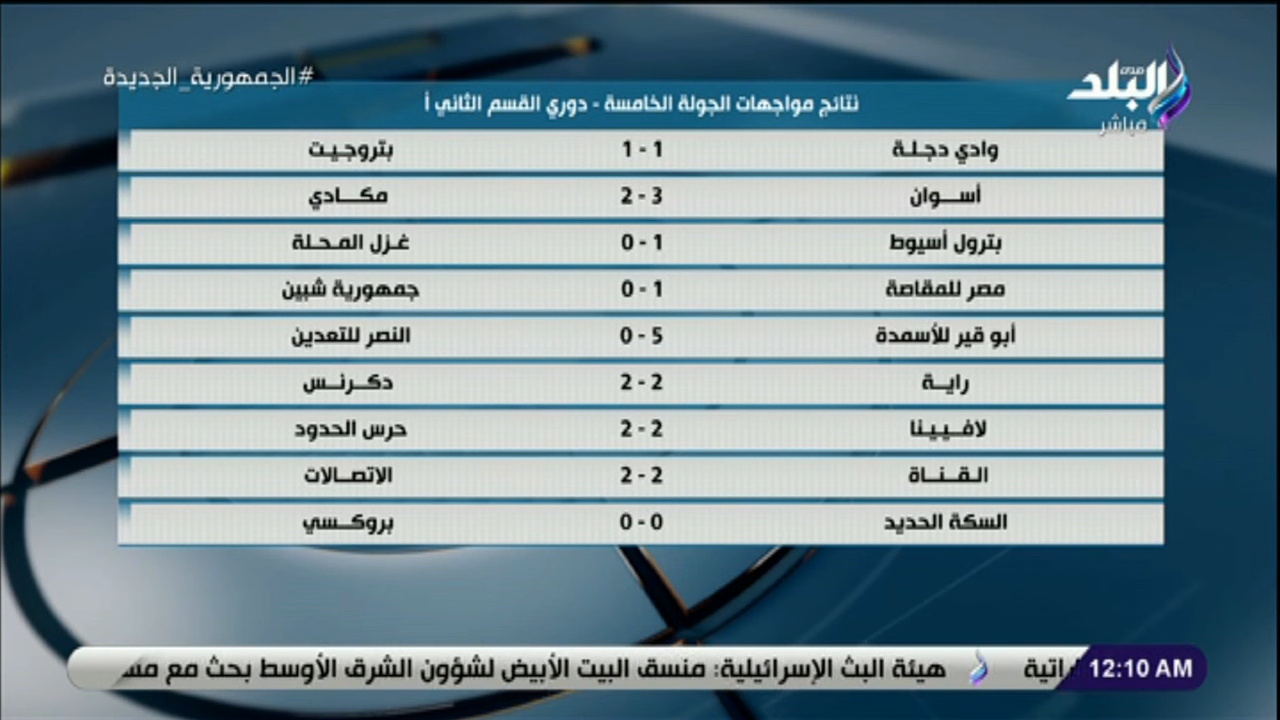 #الجمهورية_الجديدة
صدى البلد
مباشر
نتائج مواجهات الجولة الخامسة - دوري القسم الثاني أ
وادي دجلة 1 - 1 بتروجيت
أسوان 3 - 2 مكادي
بترول أسيوط 1 - 0 غزل المحلة
مصر للمقاصة 1 - 0 جمهورية شبين
أبو قير للأسمدة 5 - 0 النصر للتعدين
راية 2 - 2 دكرنس
لافيينا 2 - 2 حرس الحدود
القناة 2 - 2 الاتصالات
السكة الحديد 0 - 0 بروكسي
12:10 AM هيئة البث الإسرائيلية: منسق البيت الأبيض لشؤون الشرق الأوسط بحث مع